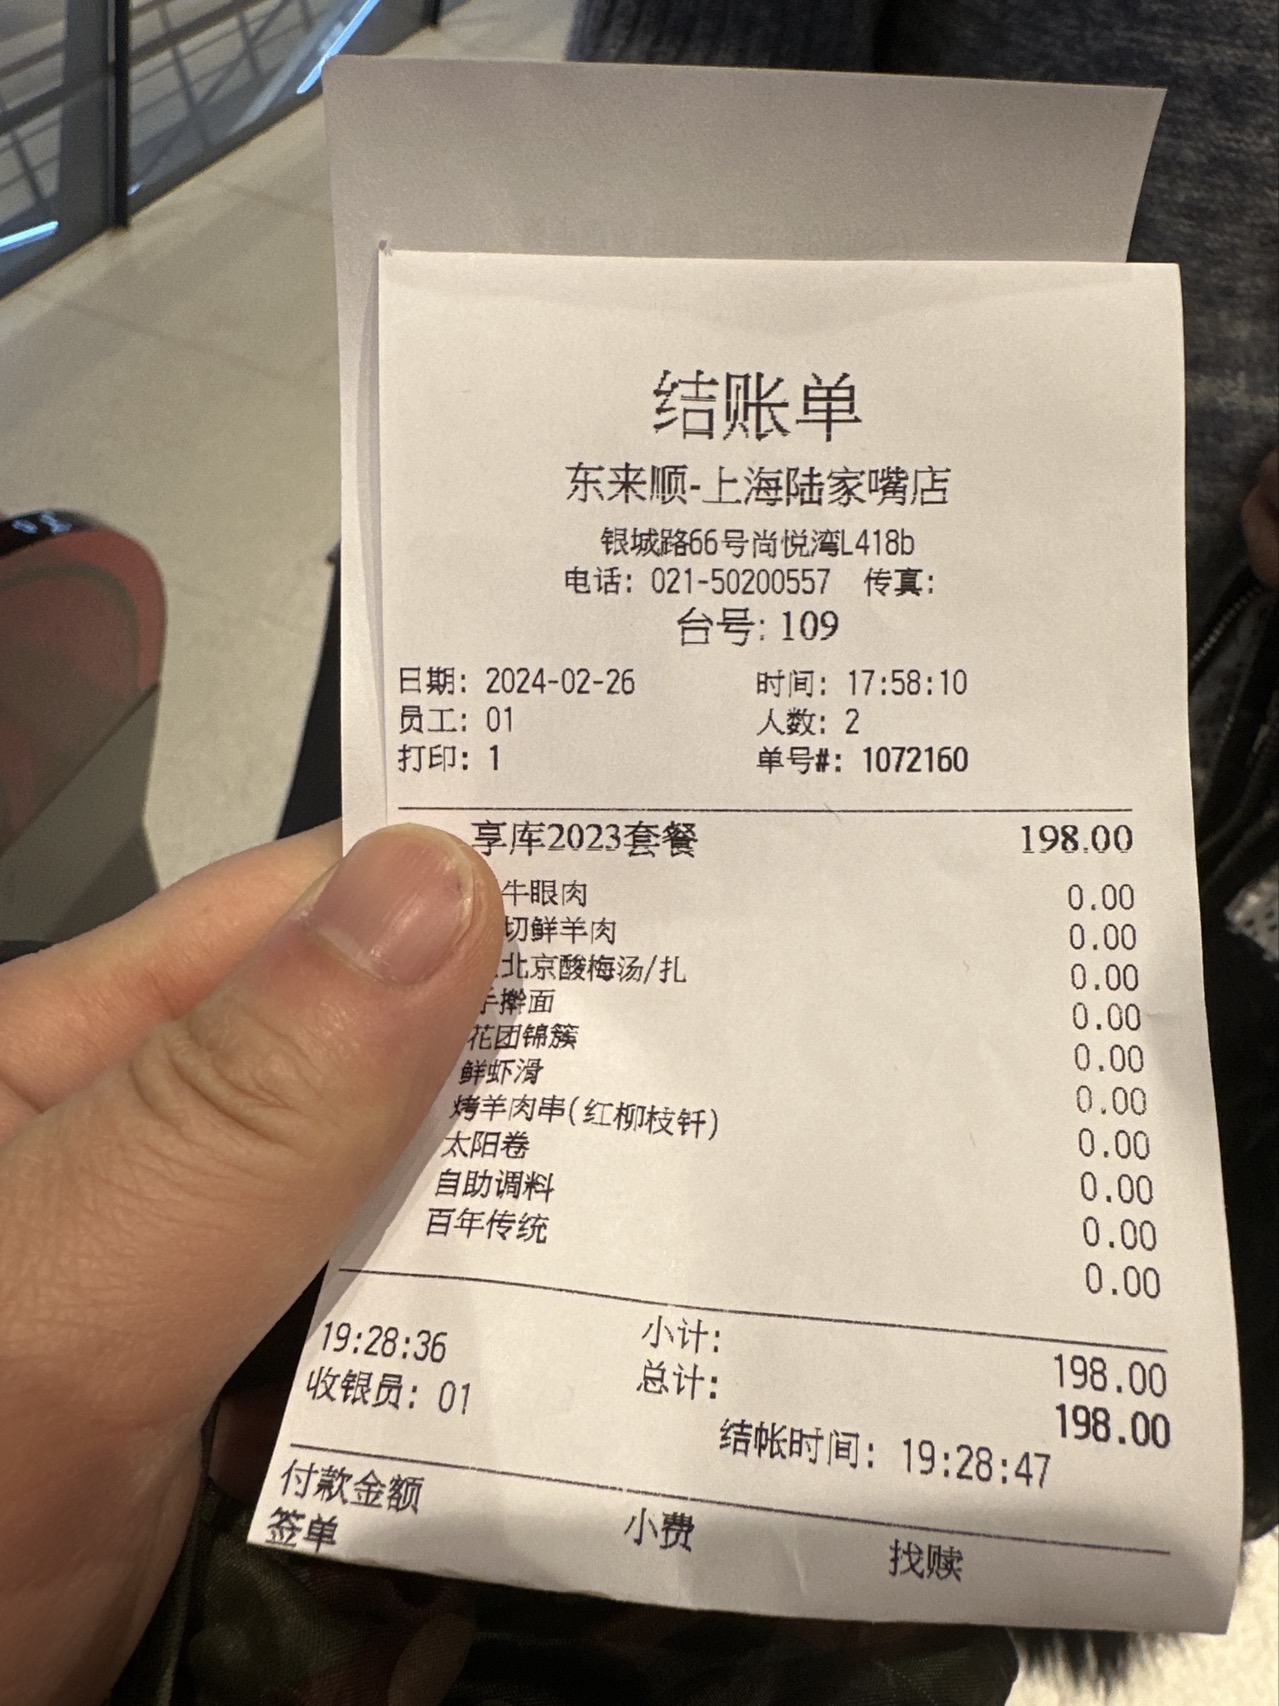 结账单
东来顺-上海陆家嘴店
银城路66号尚悦湾L418b
电话: 021-50200557 传真:
台号: 109
日期: 2024-02-26 时间: 17:58:10
员工: 01 人数: 2
打印: 1 单号#: 1072160
享库2023套餐 198.00
牛眼肉 0.00
切鲜羊肉 0.00
北京酸梅汤/扎 0.00
手擀面 0.00
花团锦簇 0.00
鲜虾滑 0.00
烤羊肉串(红柳枝钎) 0.00
太阳卷 0.00
自助调料 0.00
百年传统 0.00
0.00
19:28:36 小计: 198.00
收银员: 01 总计: 198.00
结帐时间: 19:28:47
付款金额 小费 找赎
签单